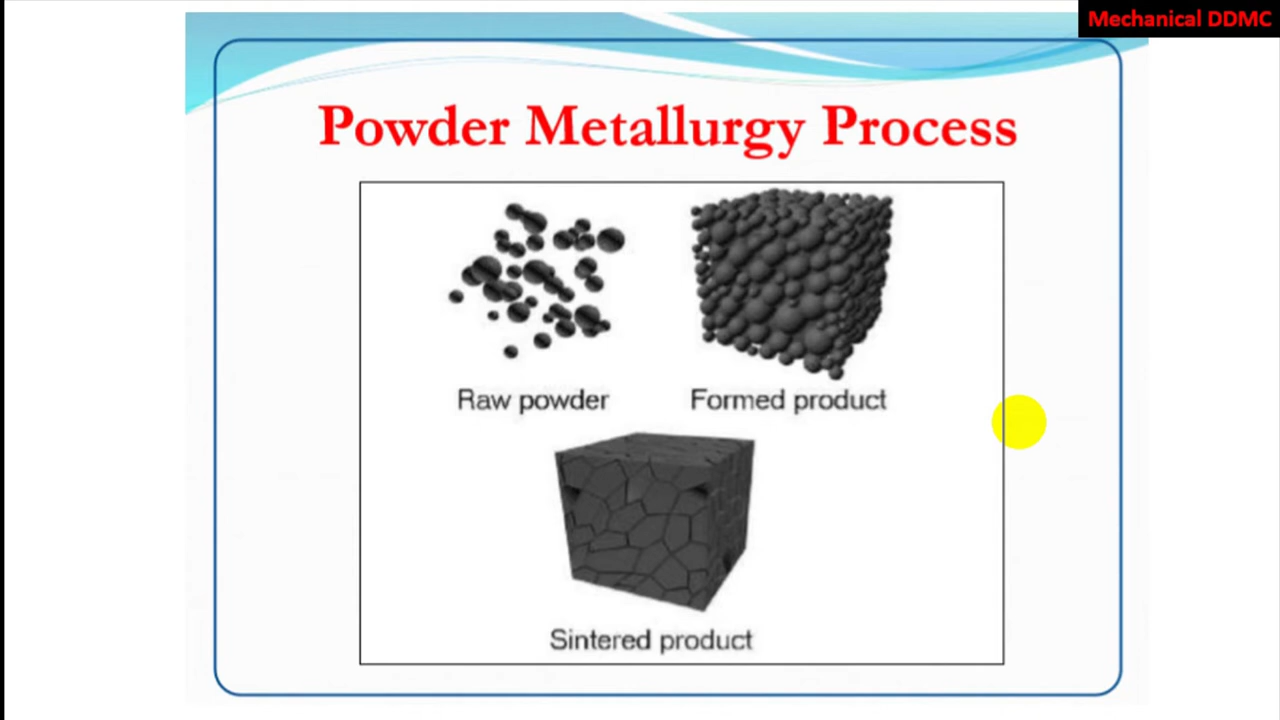 Mechanical DDMC
Powder Metallurgy Process
Raw powder
Formed product
Sintered product